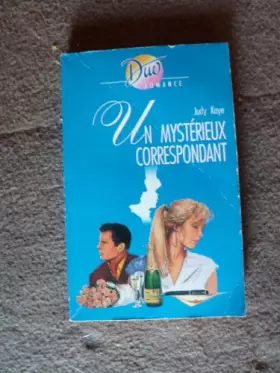 Duo
ROMANCE
Judy Kaye
UN MYSTÉRIEUX
CORRESPONDANT